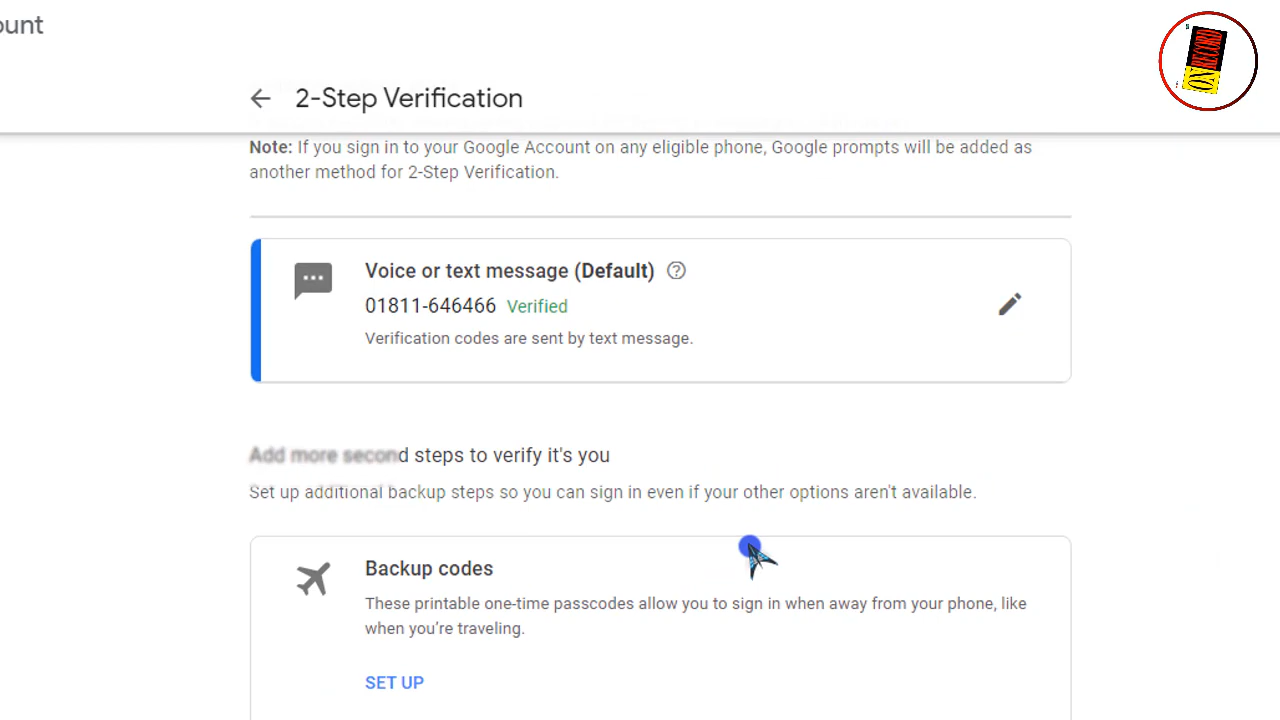 ount
ON RECORD
2-Step Verification
Note: If you sign in to your Google Account on any eligible phone, Google prompts will be added as
another method for 2-Step Verification.
Voice or text message (Default)
01811-646466 Verified
Verification codes are sent by text message.
Add more second steps to verify it's you
Set up additional backup steps so you can sign in even if your other options aren't available.
Backup codes
These printable one-time passcodes allow you to sign in when away from your phone, like
when you're traveling.
SET UP